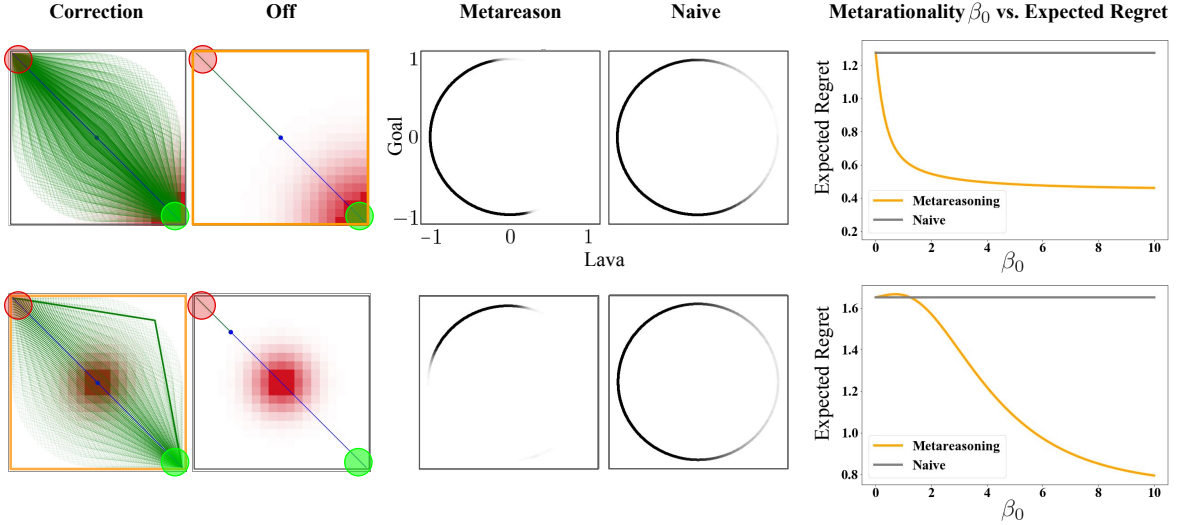 Correction
Off
Metareason
Naive
Metarationality β₀ vs. Expected Regret
Goal
1
0
−1
-1
0
1
Lava
Expected Regret
1.2
1.0
0.8
0.6
0.4
0.2
Metareasoning
Naive
0
2
4
6
8
10
β₀
Expected Regret
1.6
1.4
1.2
1.0
0.8
Metareasoning
Naive
0
2
4
6
8
10
β₀